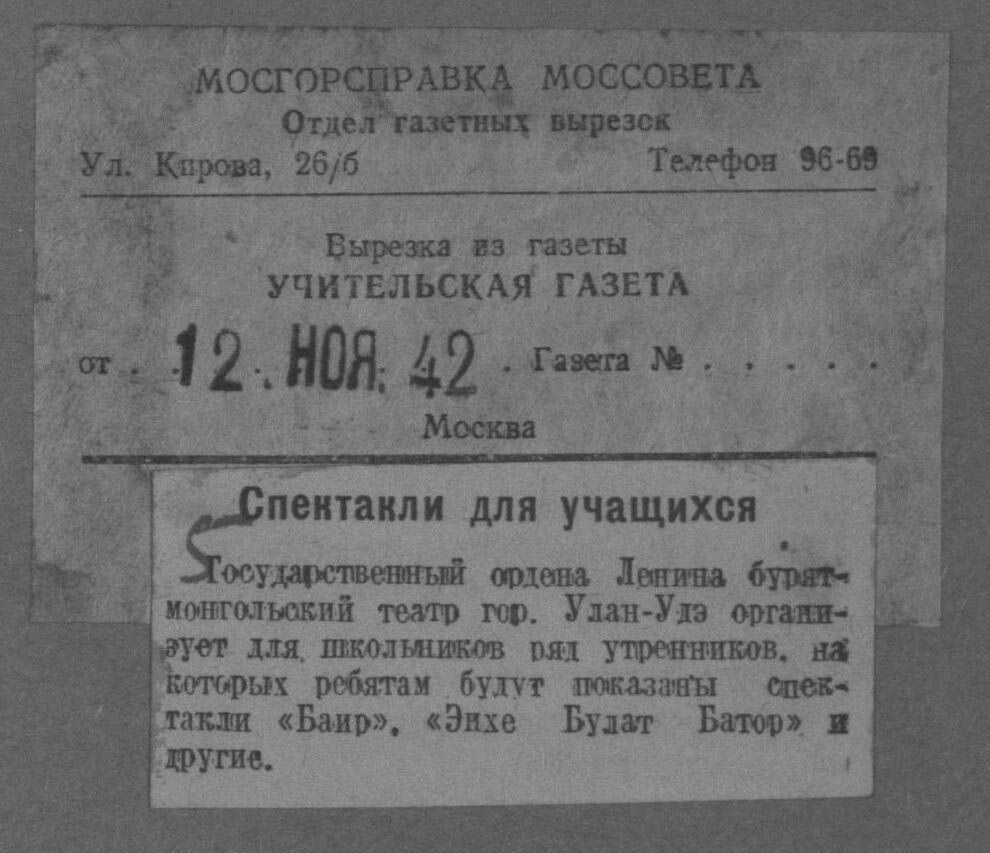 МОСГОРСПРАВКА МОССОВЕТА
Отдел газетных вырезок
Ул. Кирова, 26/б Телефон 96-69
Вырезка из газеты
УЧИТЕЛЬСКАЯ ГАЗЕТА
от . 12. НОЯ. 42 . Газета № . . . . .
Москва
Спектакли для учащихся
Государственный ордена Ленина бурят-
монгольский театр гор. Улан-Удэ органи-
зует для школьников ряд утренников, на
которых ребятам будут показаны спек-
такли «Баир», «Энхе Булат Батор» и
другие.